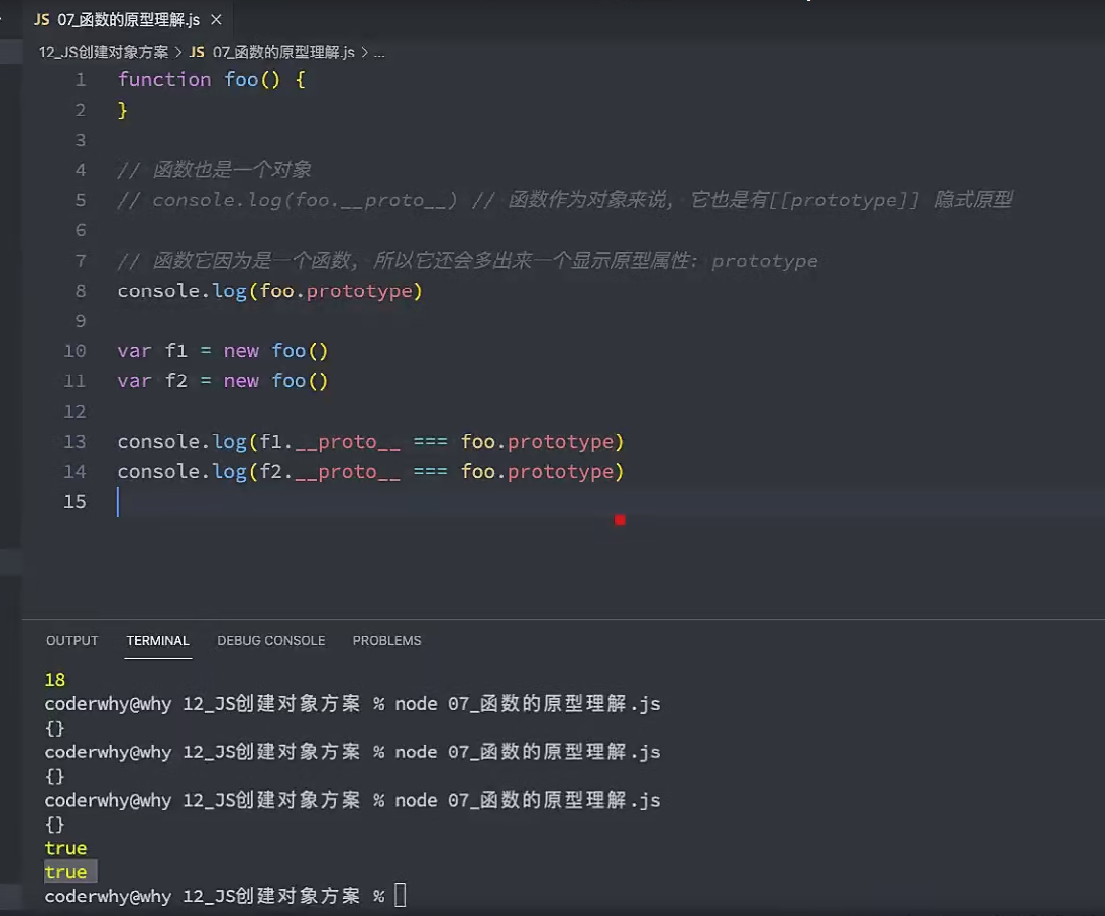 JS 07_函数的原型理解.js ×
12_JS创建对象方案 > JS 07_函数的原型理解.js > ...
1 function foo() {
2 }
3
4 // 函数也是一个对象
5 // console.log(foo.__proto__) // 函数作为对象来说, 它也是有[[prototype]] 隐式原型
6
7 // 函数它因为是一个函数, 所以它还会多出来一个显示原型属性: prototype
8 console.log(foo.prototype)
9
10 var f1 = new foo()
11 var f2 = new foo()
12
13 console.log(f1.__proto__ === foo.prototype)
14 console.log(f2.__proto__ === foo.prototype)
15
OUTPUT TERMINAL DEBUG CONSOLE PROBLEMS
18
coderwhy@why 12_JS创建对象方案 % node 07_函数的原型理解.js
{}
coderwhy@why 12_JS创建对象方案 % node 07_函数的原型理解.js
{}
coderwhy@why 12_JS创建对象方案 % node 07_函数的原型理解.js
{}
true
true
coderwhy@why 12_JS创建对象方案 %